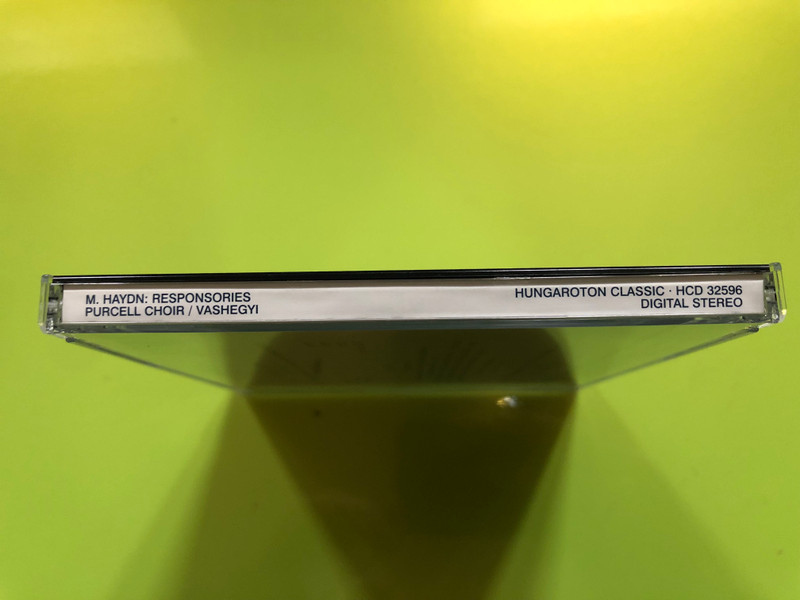 M. HAYDN: RESPONSORIES
PURCELL CHOIR / VASHEGYI
HUNGAROTON CLASSIC · HCD 32596
DIGITAL STEREO